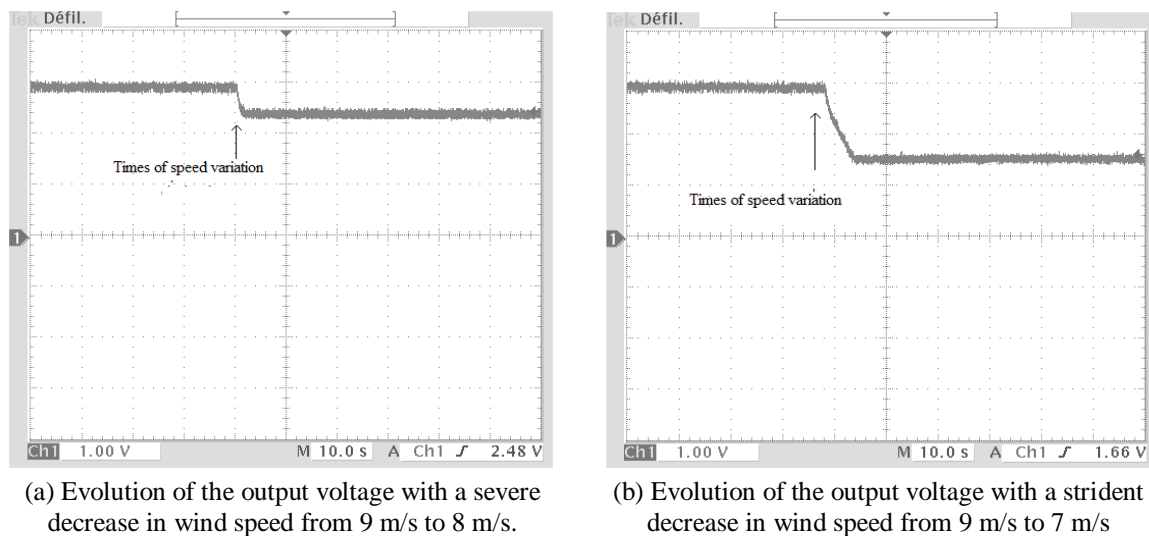 Tek Défil.
Times of speed variation
1
Ch1 1.00 V M 10.0 s A Ch1 ƒ 2.48 V
(a) Evolution of the output voltage with a severe
decrease in wind speed from 9 m/s to 8 m/s.
Tek Défil.
Times of speed variation
1
Ch1 1.00 V M 10.0 s A Ch1 ƒ 1.66 V
(b) Evolution of the output voltage with a strident
decrease in wind speed from 9 m/s to 7 m/s